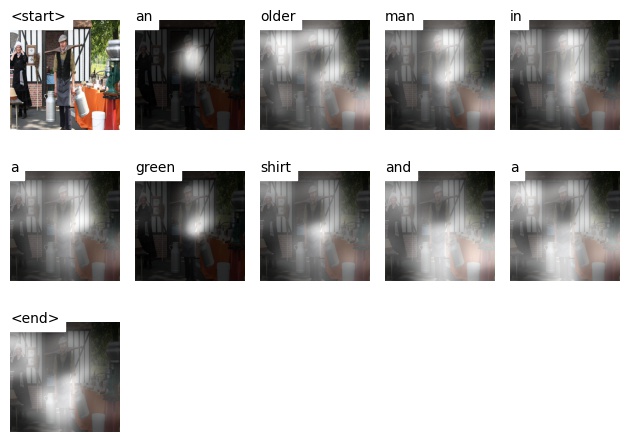 <start> an older man in
a green shirt and a
<end>